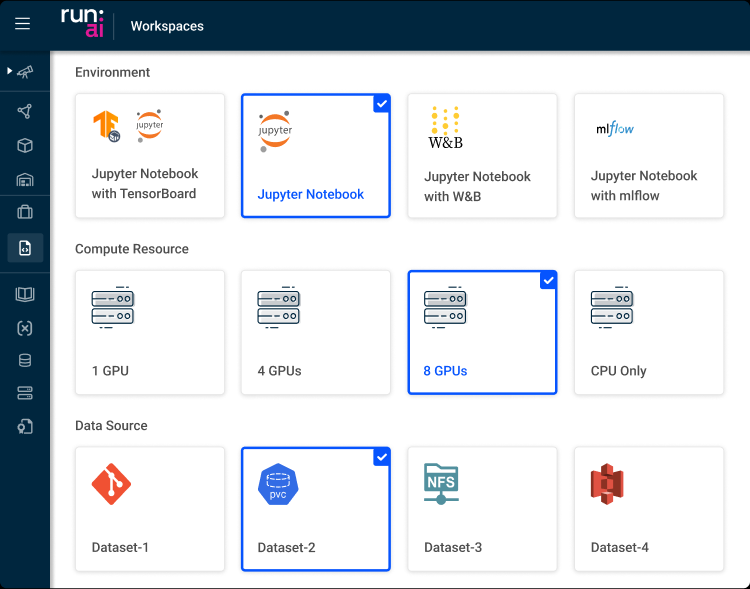 run:
ai
Workspaces
Environment
jupyter
Jupyter Notebook
with TensorBoard
jupyter
Jupyter Notebook
W&B
Jupyter Notebook
with W&B
mlflow
Jupyter Notebook
with mlflow
Compute Resource
1 GPU
4 GPUs
8 GPUs
CPU Only
Data Source
Dataset-1
pvc
Dataset-2
NFS
Dataset-3
Dataset-4